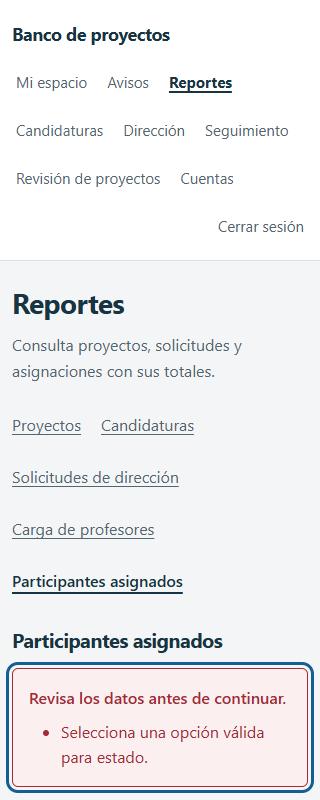 Banco de proyectos
Mi espacio Avisos Reportes
Candidaturas Dirección Seguimiento
Revisión de proyectos Cuentas
Cerrar sesión
Reportes
Consulta proyectos, solicitudes y
asignaciones con sus totales.
Proyectos Candidaturas
Solicitudes de dirección
Carga de profesores
Participantes asignados
Participantes asignados
Revisa los datos antes de continuar.
• Selecciona una opción válida
para estado.